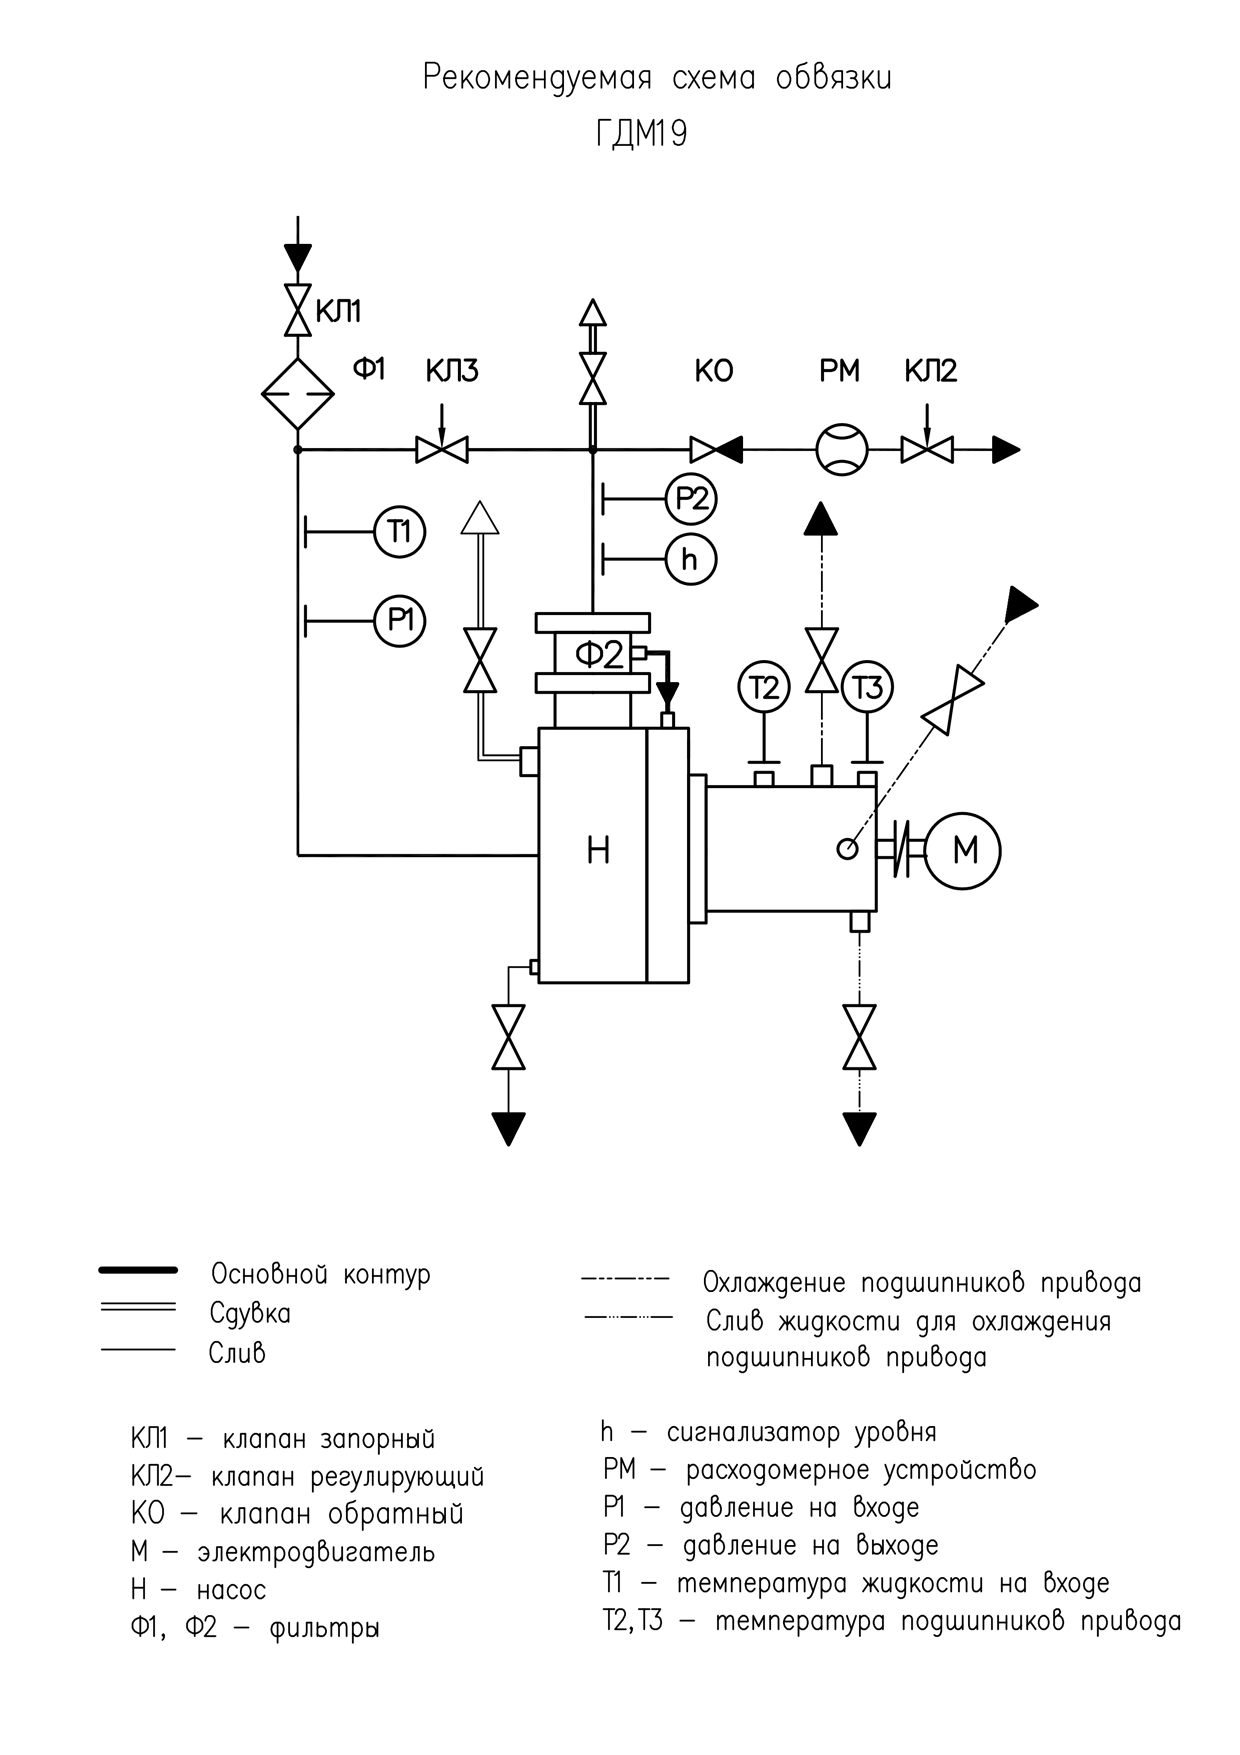 Рекомендуемая схема обвязки
ГДМ19
КЛ1
Ф1
КЛ3
КО
РМ
КЛ2
Р2
Т1
h
Р1
Ф2
Т2
Т3
Н
М
Основной контур
Сдувка
Слив
Охлаждение подшипников привода
Слив жидкости для охлаждения
подшипников привода
КЛ1 – клапан запорный
КЛ2– клапан регулирующий
КО – клапан обратный
М – электродвигатель
Н – насос
Ф1, Ф2 – фильтры
h – сигнализатор уровня
РМ – расходомерное устройство
Р1 – давление на входе
Р2 – давление на выходе
Т1 – температура жидкости на входе
Т2,Т3 – температура подшипников привода